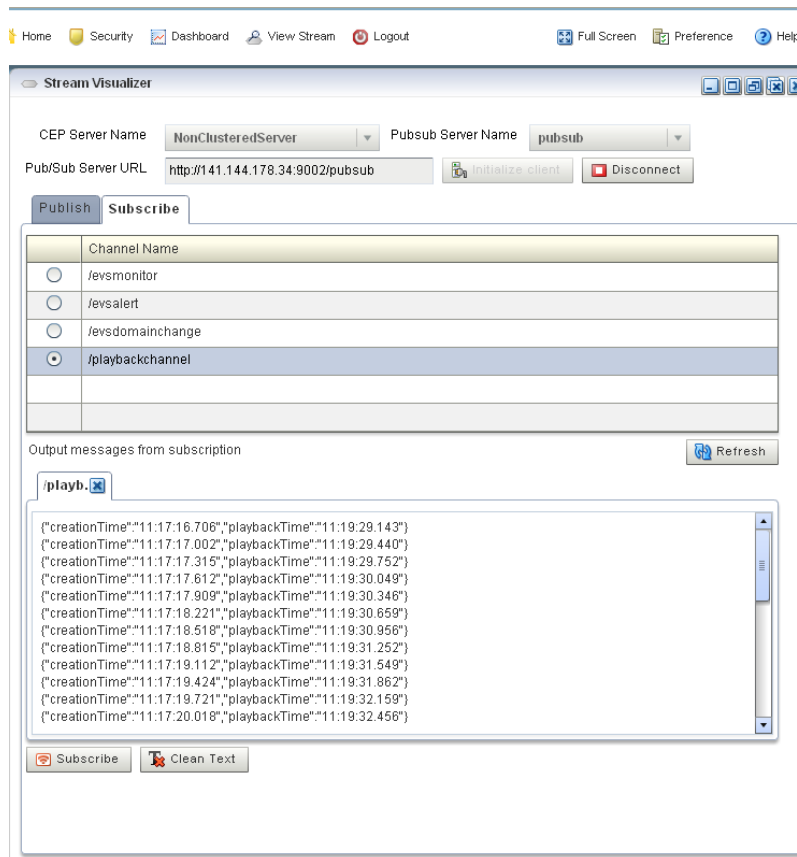 Home Security Dashboard View Stream Logout Full Screen Preference Help
Stream Visualizer
CEP Server Name NonClusteredServer Pubsub Server Name pubsub
Pub/Sub Server URL http://141.144.178.34:9002/pubsub Initialize client Disconnect
Publish Subscribe
Channel Name
/evsmonitor
/evsalert
/evsdomainchange
/playbackchannel
Output messages from subscription Refresh
/playb.
{"creationTime":"11:17:16.706","playbackTime":"11:19:29.143"}
{"creationTime":"11:17:17.002","playbackTime":"11:19:29.440"}
{"creationTime":"11:17:17.315","playbackTime":"11:19:29.752"}
{"creationTime":"11:17:17.612","playbackTime":"11:19:30.049"}
{"creationTime":"11:17:17.909","playbackTime":"11:19:30.346"}
{"creationTime":"11:17:18.221","playbackTime":"11:19:30.659"}
{"creationTime":"11:17:18.518","playbackTime":"11:19:30.956"}
{"creationTime":"11:17:18.815","playbackTime":"11:19:31.252"}
{"creationTime":"11:17:19.112","playbackTime":"11:19:31.549"}
{"creationTime":"11:17:19.424","playbackTime":"11:19:31.862"}
{"creationTime":"11:17:19.721","playbackTime":"11:19:32.159"}
{"creationTime":"11:17:20.018","playbackTime":"11:19:32.456"}
Subscribe Clean Text